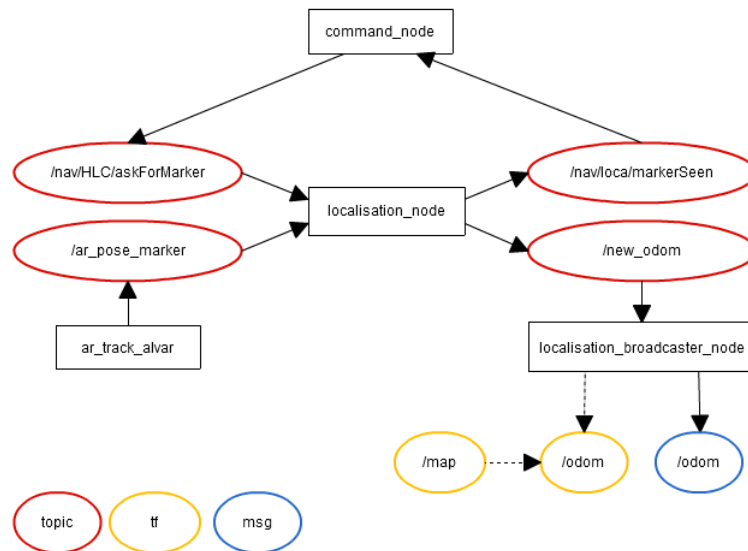 command_node
/nav/HLC/askForMarker
/nav/loca/markerSeen
localisation_node
/ar_pose_marker
/new_odom
ar_track_alvar
localisation_broadcaster_node
/map
/odom
/odom
topic
tf
msg